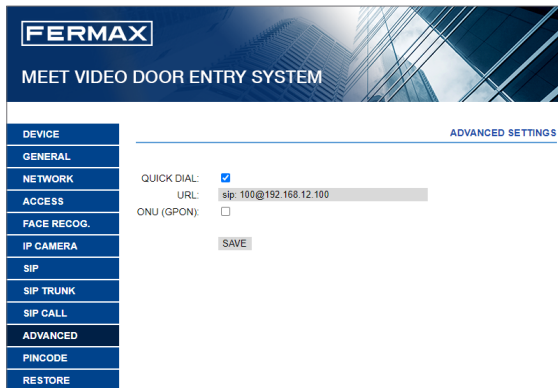 FERMAX
MEET VIDEO DOOR ENTRY SYSTEM
ADVANCED SETTINGS
DEVICE
GENERAL
NETWORK
ACCESS
FACE RECOG.
IP CAMERA
SIP
SIP TRUNK
SIP CALL
ADVANCED
PINCODE
RESTORE
QUICK DIAL:
URL: sip: 100@192.168.12.100
ONU (GPON):
SAVE